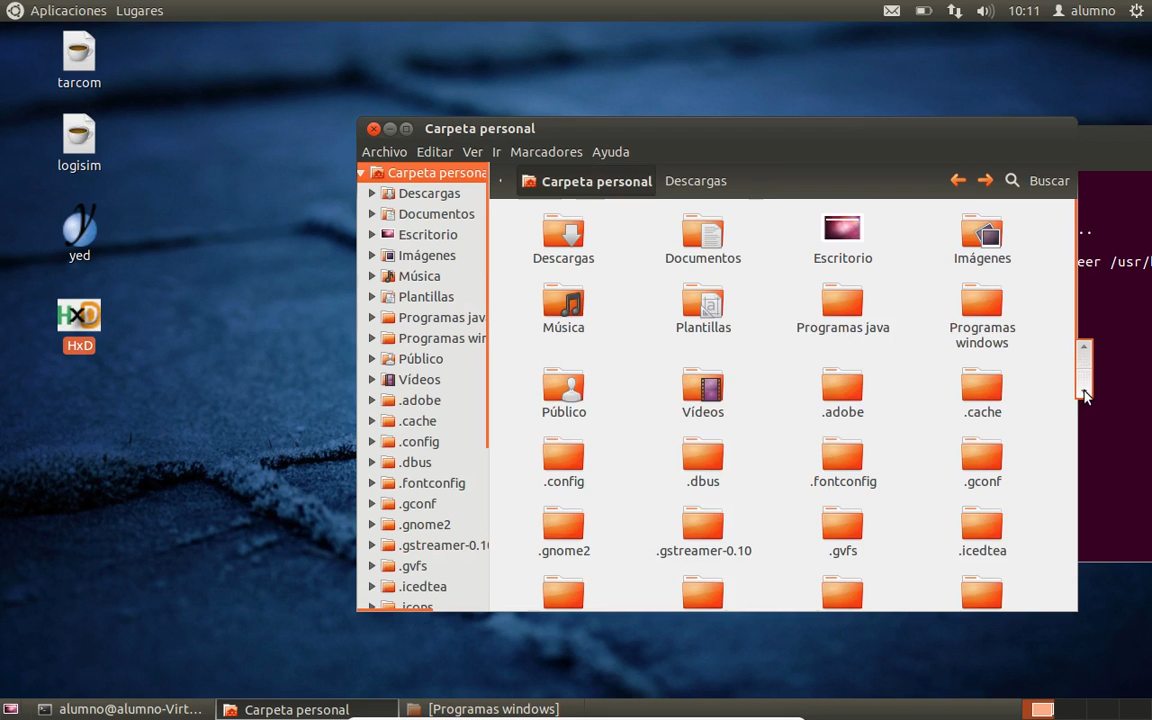 Aplicaciones Lugares 10:11 alumno
tarcom
logisim
yed
HxD
Carpeta personal
Archivo Editar Ver Ir Marcadores Ayuda
Carpeta persona
Descargas
Documentos
Escritorio
Imágenes
Música
Plantillas
Programas jav
Programas wi
Público
Vídeos
.adobe
.cache
.config
.dbus
.fontconfig
.gconf
.gnome2
.gstreamer-0.10
.gvfs
.icedtea
.icons
Carpeta personal Descargas Buscar
Descargas Documentos Escritorio Imágenes
Música Plantillas Programas java Programas
windows
Público Vídeos .adobe .cache
.config .dbus .fontconfig .gconf
.gnome2 .gstreamer-0.10 .gvfs .icedtea
..
eer /usr/
alumno@alumno-Virt... Carpeta personal [Programas windows]